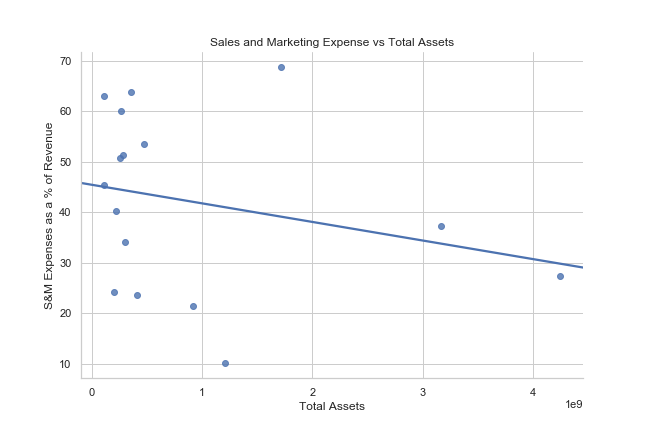 Sales and Marketing Expense vs Total Assets
70
60
50
40
30
20
10
S&M Expenses as a % of Revenue
0 1 2 3 4
1e9
Total Assets